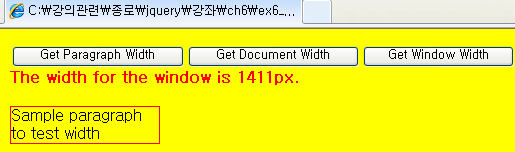 C:\강의관련\종로\jquery\강좌\ch6\ex6_...
Get Paragraph Width Get Document Width Get Window Width
The width for the window is 1411px.
Sample paragraph
to test width